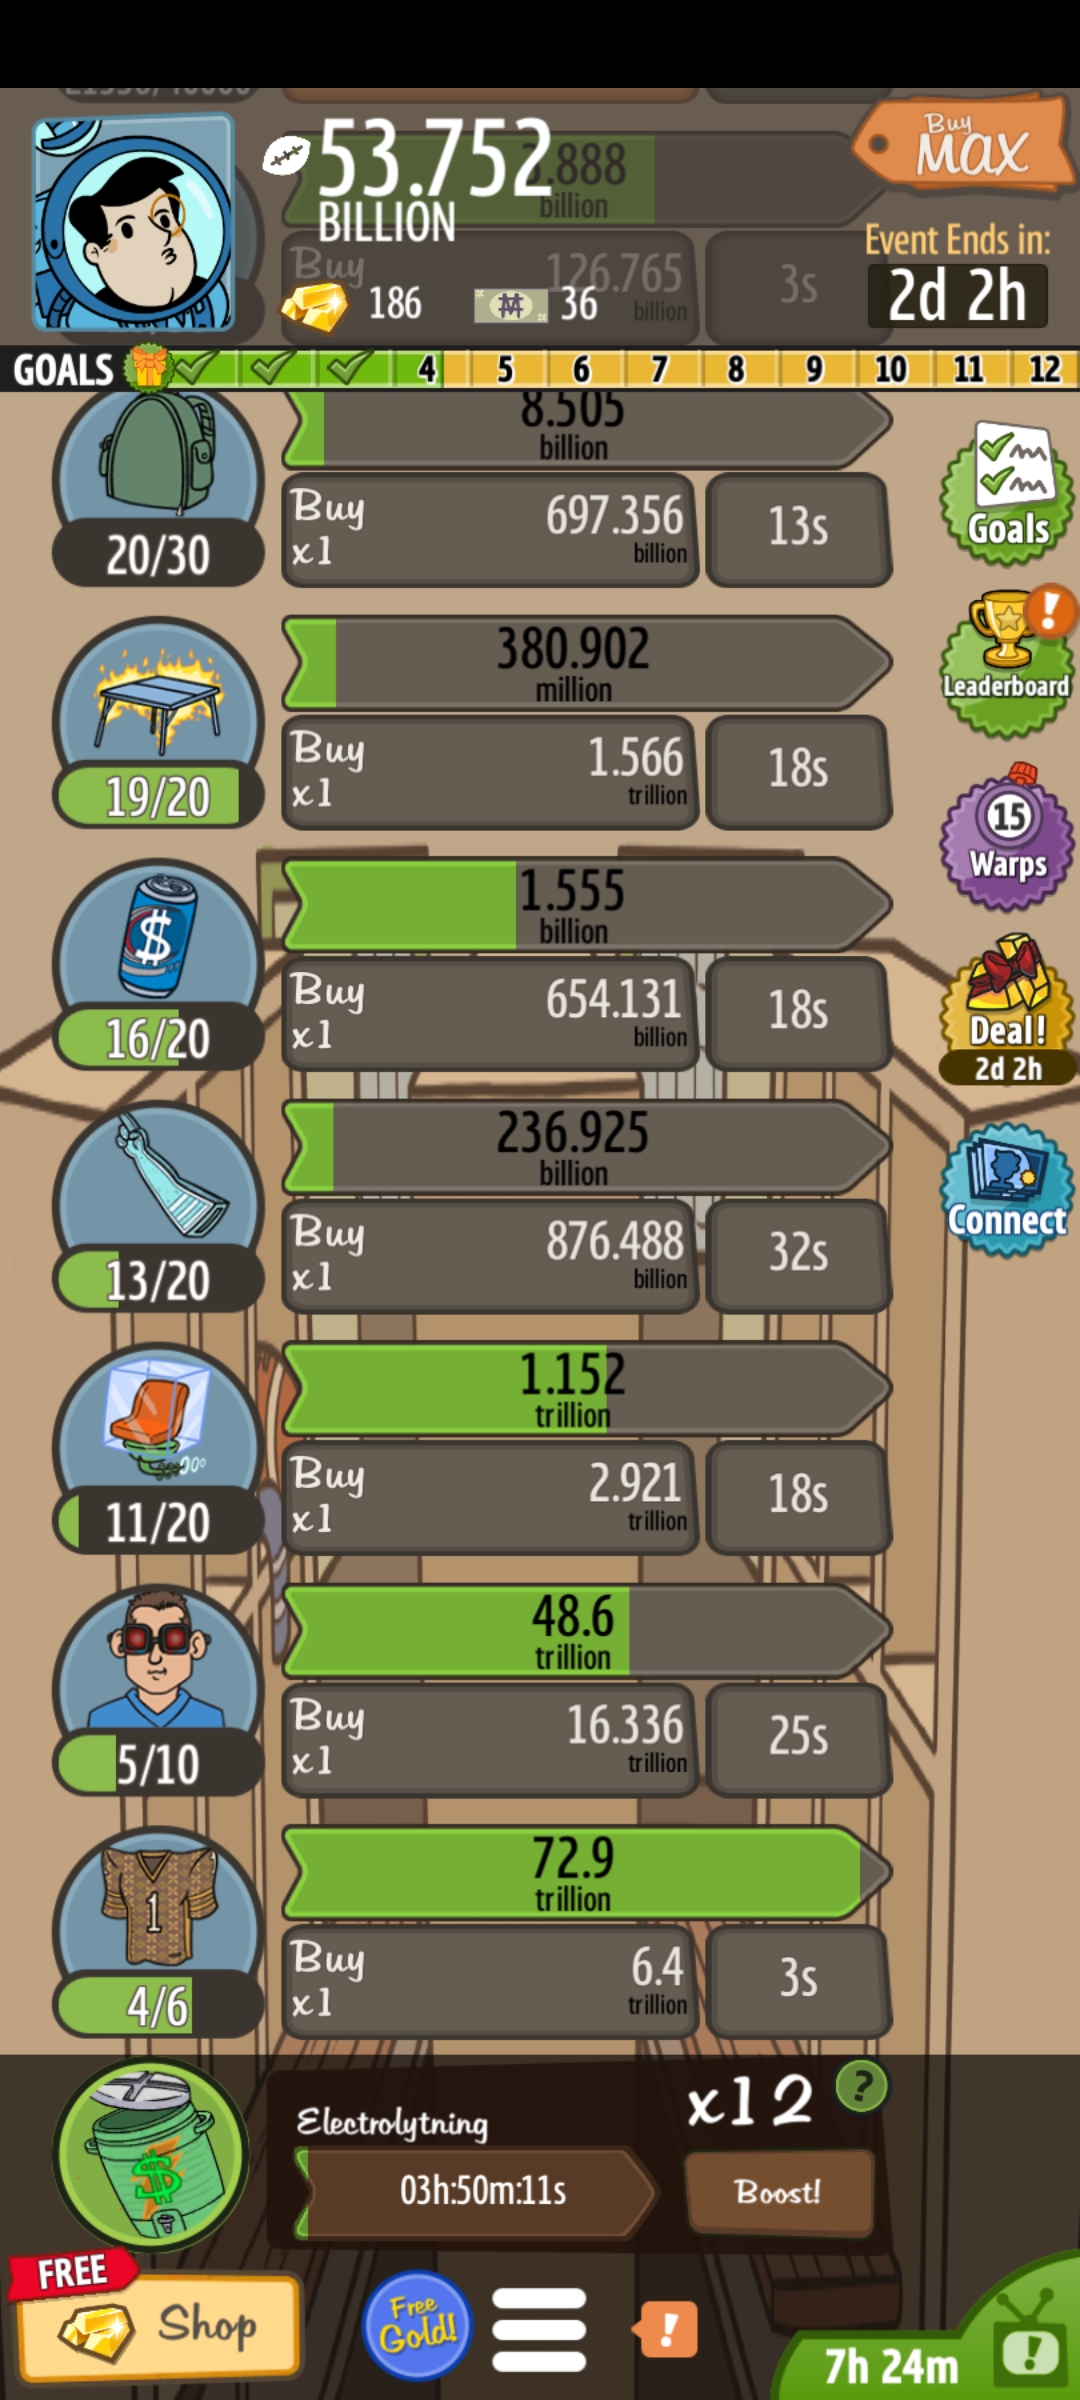 53.752
BILLION
.888
billion
Buy
MAX
Buy
126.765
billion
3s
186
36
Event Ends in:
2d 2h
GOALS
4
5
6
7
8
9
10
11
12
8.505
billion
20/30
Buy
x1
697.356
billion
13s
Goals
380.902
million
19/20
Buy
x1
1.566
trillion
18s
Leaderboard
!
1.555
billion
$
16/20
Buy
x1
654.131
billion
18s
15
Warps
Deal!
2d 2h
236.925
billion
13/20
Buy
x1
876.488
billion
32s
Connect
1.152
trillion
11/20
Buy
x1
2.921
trillion
18s
48.6
trillion
5/10
Buy
x1
16.336
trillion
25s
72.9
trillion
1
4/6
Buy
x1
6.4
trillion
3s
$
Electrolytning
x12
?
03h:50m:11s
Boost!
FREE
Shop
Free
Gold!
!
7h 24m
!